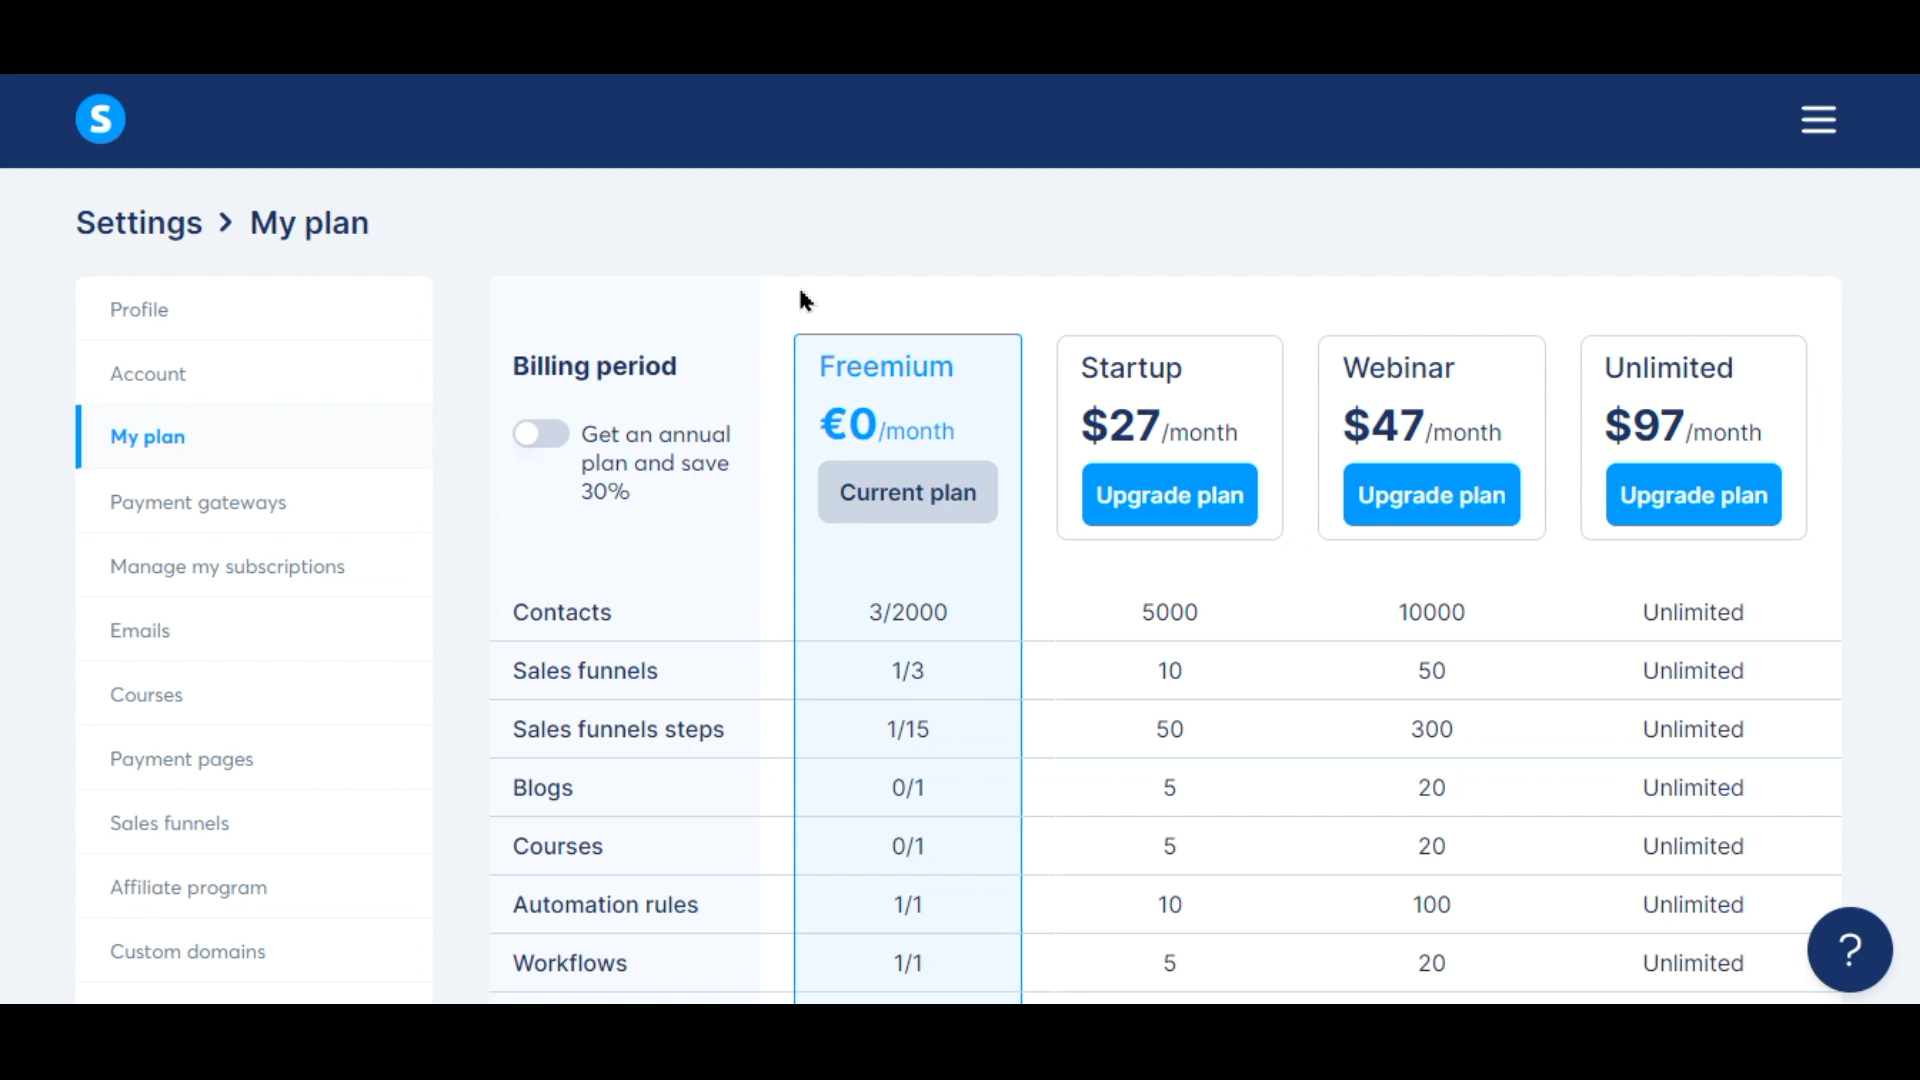 S
Settings > My plan
Profile
Account
My plan
Payment gateways
Manage my subscriptions
Emails
Courses
Payment pages
Sales funnels
Affiliate program
Custom domains
Billing period
Get an annual
plan and save
30%
Freemium
€0/month
Current plan
Startup
$27/month
Upgrade plan
Webinar
$47/month
Upgrade plan
Unlimited
$97/month
Upgrade plan
Contacts 3/2000 5000 10000 Unlimited
Sales funnels 1/3 10 50 Unlimited
Sales funnels steps 1/15 50 300 Unlimited
Blogs 0/1 5 20 Unlimited
Courses 0/1 5 20 Unlimited
Automation rules 1/1 10 100 Unlimited
Workflows 1/1 5 20 Unlimited
?